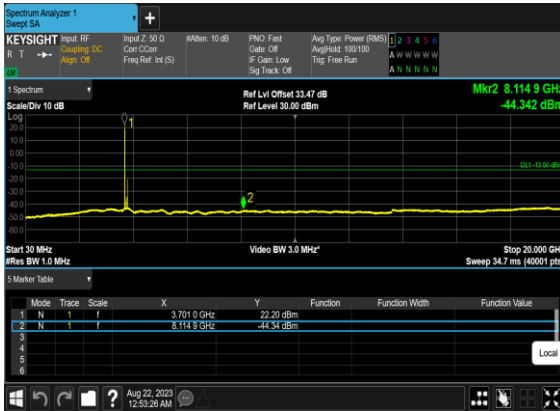 Spectrum Analyzer 1
Swept SA
+
KEYSIGHT Input: RF Input Z: 50 Ω #Atten: 10 dB PNO: Fast Avg Type: Power (RMS) 1 2 3 4 5 6
R T Coupling: DC Corr CCorr Gate: Off Avg|Hold: 100/100 A W W W W W
Align: Off Freq Ref: Int (S) IF Gain: Low Trig: Free Run
Sig Track: Off A N N N N N
1 Spectrum
Ref Lvl Offset 33.47 dB Mkr2 8.114 9 GHz
Scale/Div 10 dB Ref Level 30.00 dBm -44.342 dBm
Log
20.0
10.0
0.00
-10.0
-20.0
-30.0
-40.0
-50.0
-60.0
1
2
DL1 -13.00 dBm
Start 30 MHz Video BW 3.0 MHz* Stop 20.000 GHz
#Res BW 1.0 MHz Sweep 34.7 ms (40001 pts)
5 Marker Table
Mode Trace Scale X Y Function Function Width Function Value
1 N 1 f 3.701 0 GHz 22.20 dBm
2 N 1 f 8.114 9 GHz -44.34 dBm
3
4
5
6
Local
? Aug 22, 2023
12:53:26 AM